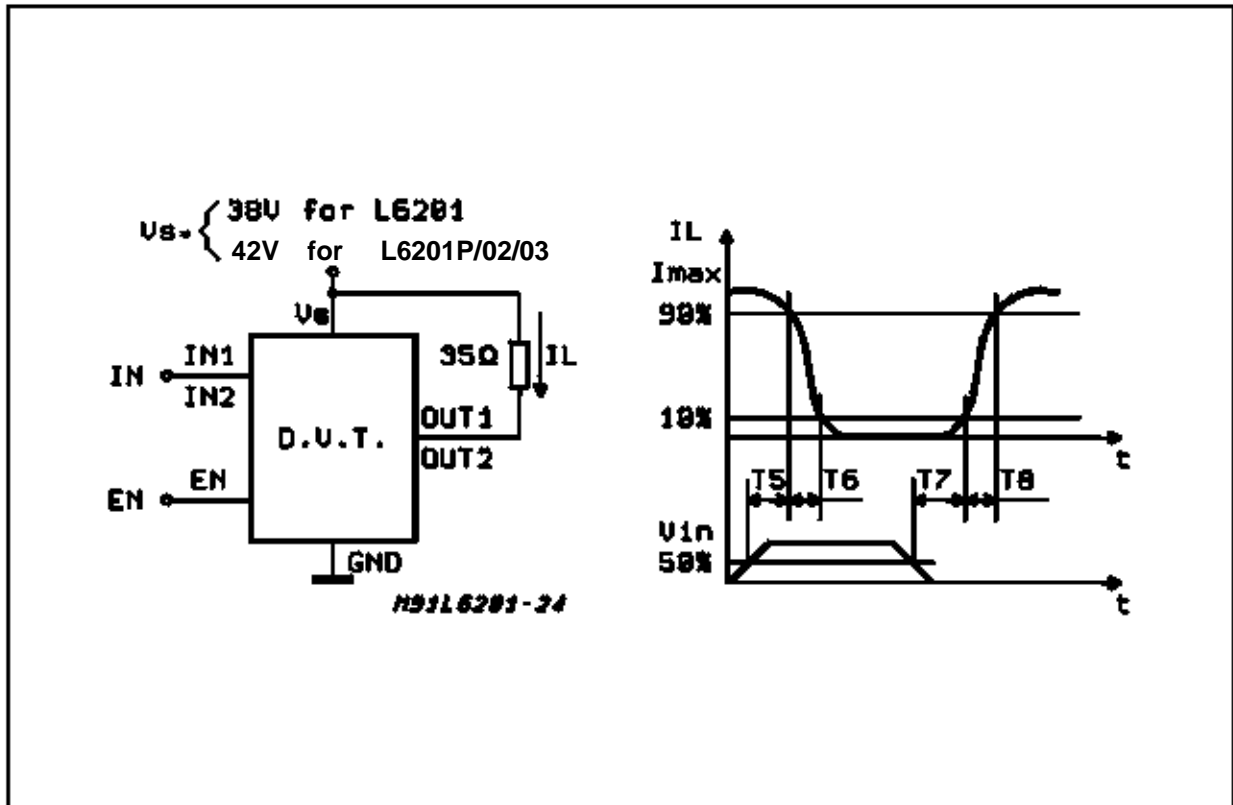 Vs= { 38V for L6201
42V for L6201P/02/03
Vs
IN
IN1
IN2
EN
EN
D.U.T.
OUT1
OUT2
35Ω
IL
GND
M91L6201-24
IL
Imax
90%
10%
t
T5
T6
T7
T8
Vin
50%
t